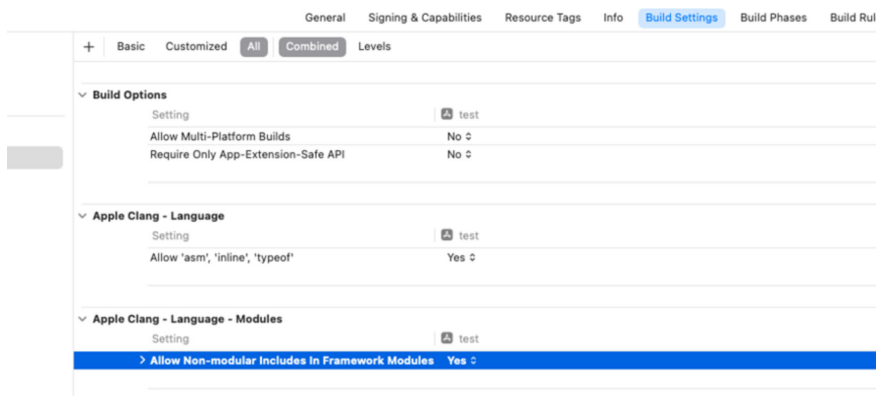 General Signing & Capabilities Resource Tags Info Build Settings Build Phases Build Rul
+ Basic Customized All Combined Levels
Build Options
Setting test
Allow Multi-Platform Builds No
Require Only App-Extension-Safe API No
Apple Clang - Language
Setting test
Allow 'asm', 'inline', 'typeof' Yes
Apple Clang - Language - Modules
Setting test
Allow Non-modular Includes In Framework Modules Yes